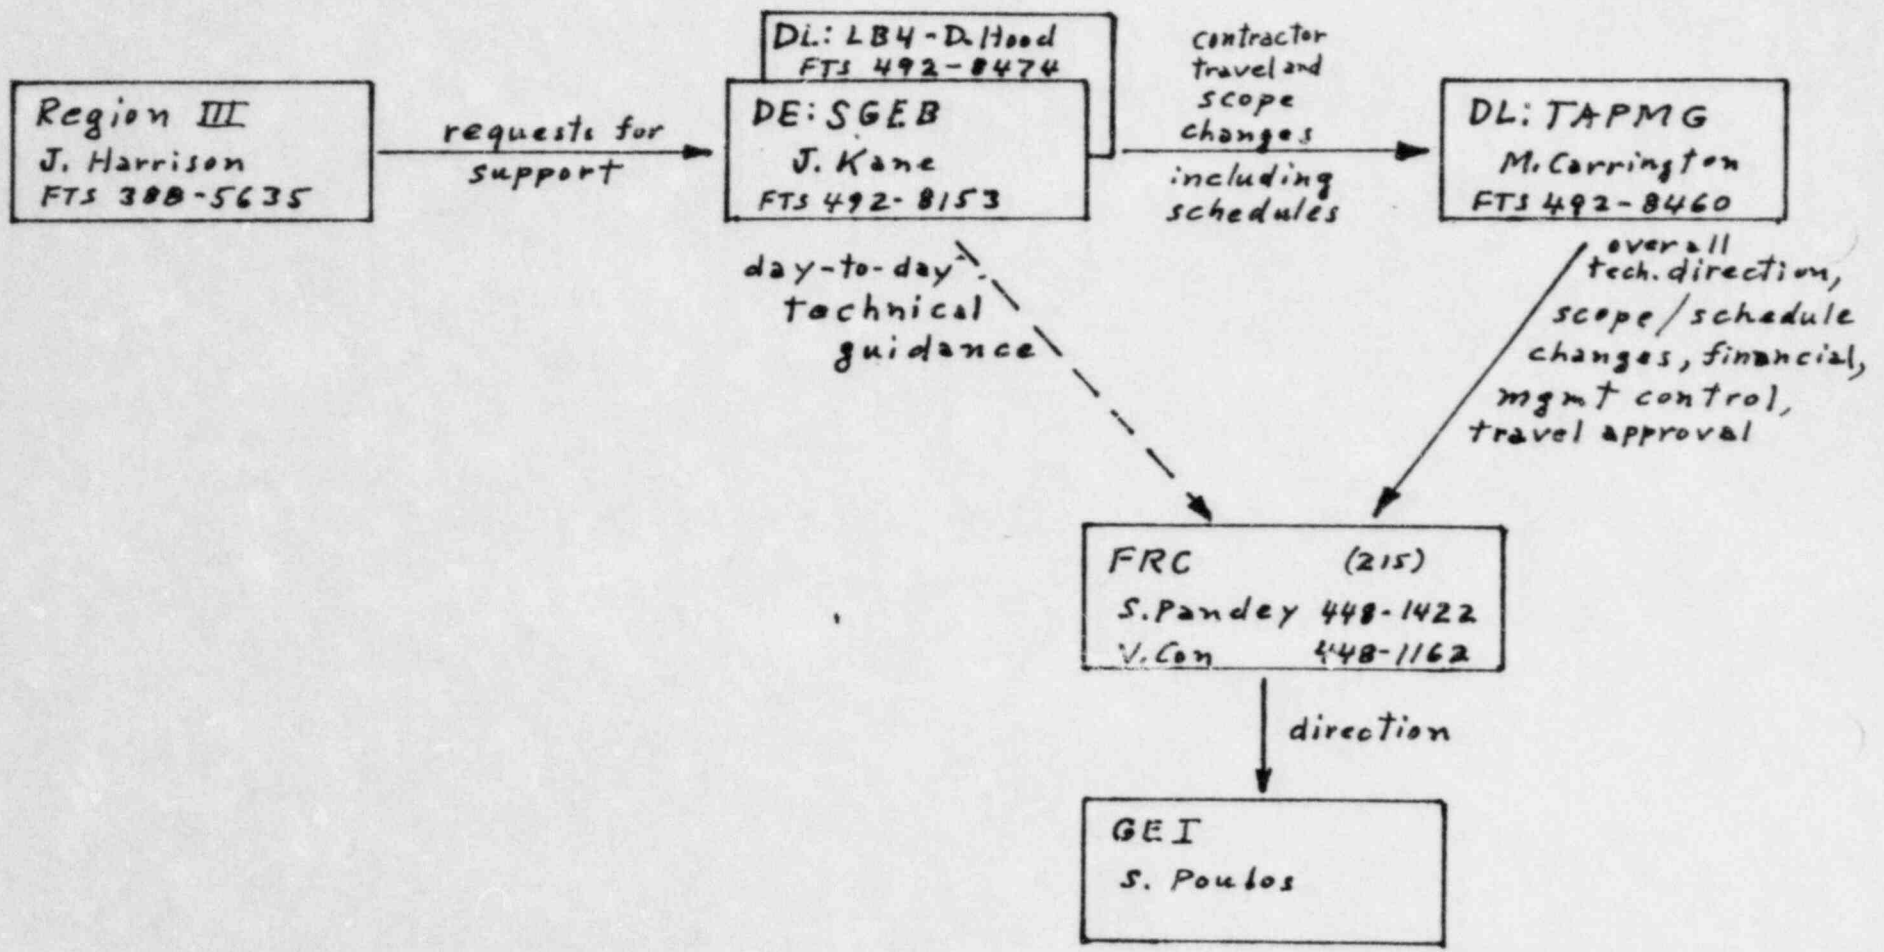 Region III
J. Harrison
FTS 388-5635
requests for
support
DL: LB4-D. Hood
FTS 492-8474
DE: SGEB
J. Kane
FTS 492-8153
contractor
travel and
scope
changes
including
schedules
DL: TAPMG
M. Carrington
FTS 492-8460
day-to-day
technical
guidance
overall
tech. direction,
scope/schedule
changes, financial,
mgmt control,
travel approval
FRC (215)
S. Pandey 448-1422
V. Con 448-1162
direction
GEI
S. Poulos